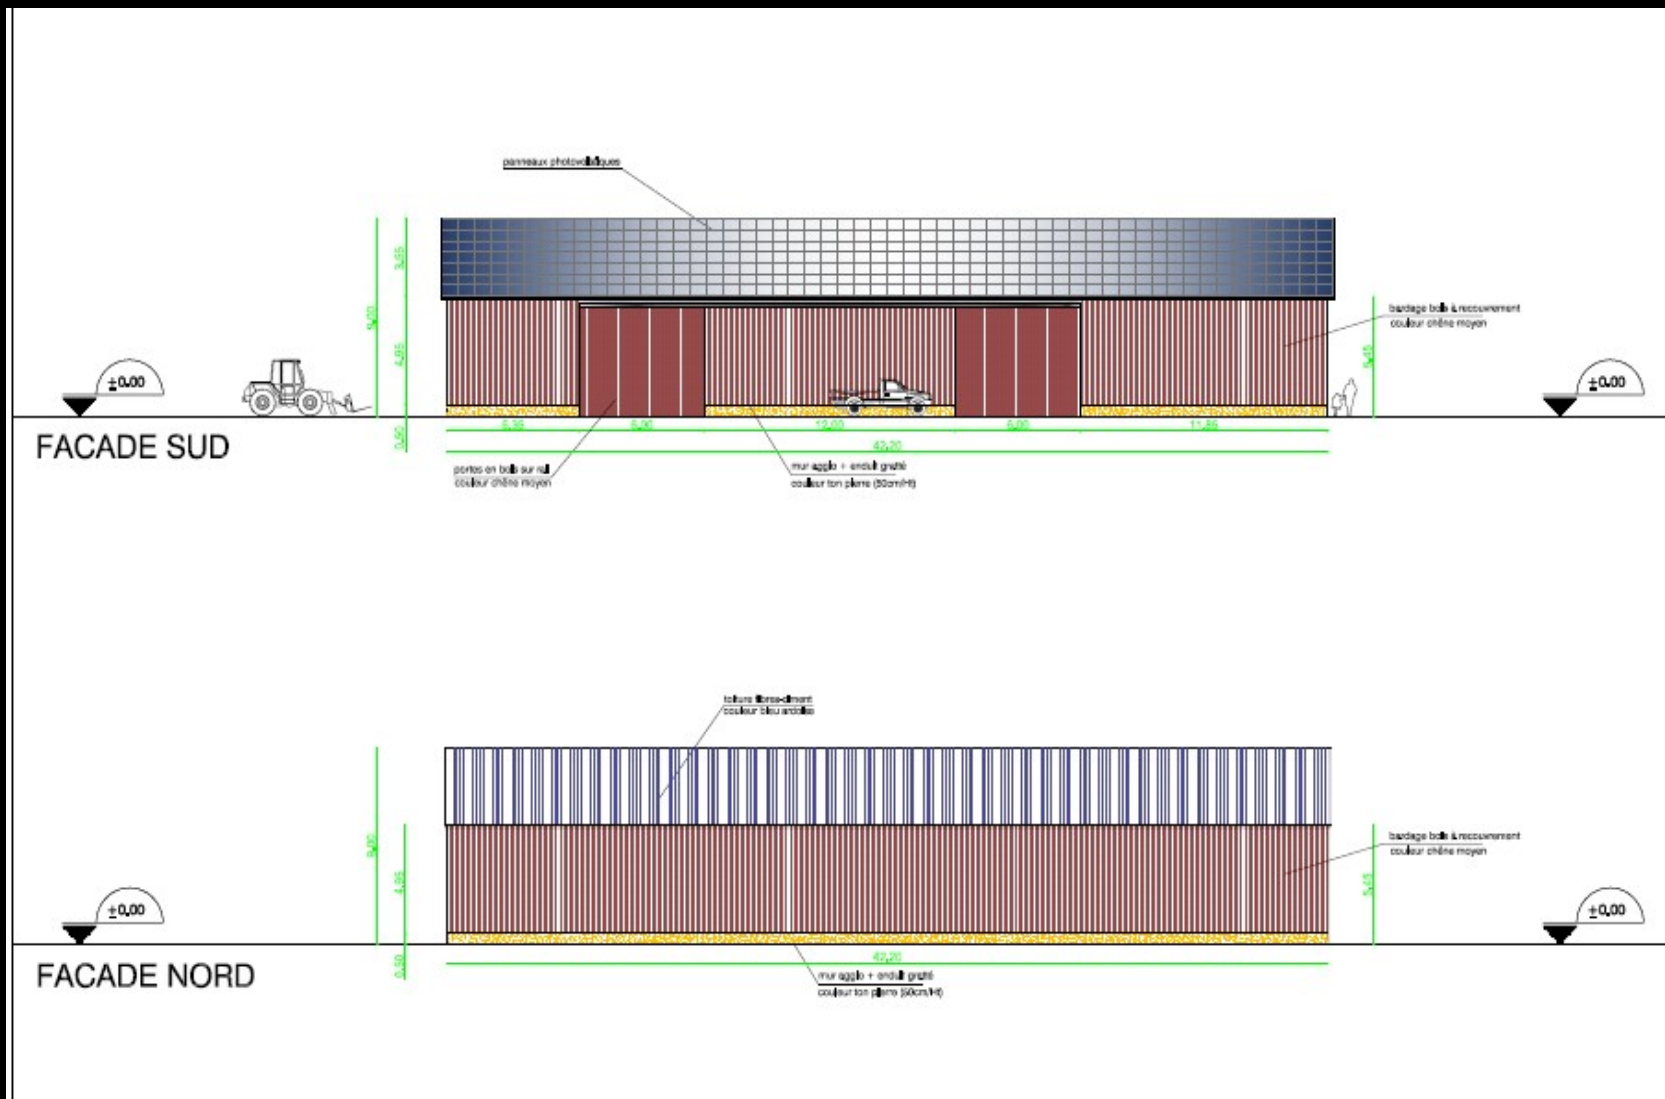 panneaux photovoltaïques
3,55
9,00
4,95
0,50
bardage bois à recouvrement
couleur chêne moyen
5,45
±0.00
±0.00
FACADE SUD
6,35
6,00
12,00
6,00
11,85
42,20
portes en bois sur rail
couleur chêne moyen
mur agglo + enduit gratté
couleur ton pierre (50cm/Ht)
toiture fibres-ciment
couleur bleu ardoise
9,00
4,95
0,50
bardage bois à recouvrement
couleur chêne moyen
5,45
±0.00
±0.00
FACADE NORD
42,20
mur agglo + enduit gratté
couleur ton pierre (50cm/Ht)